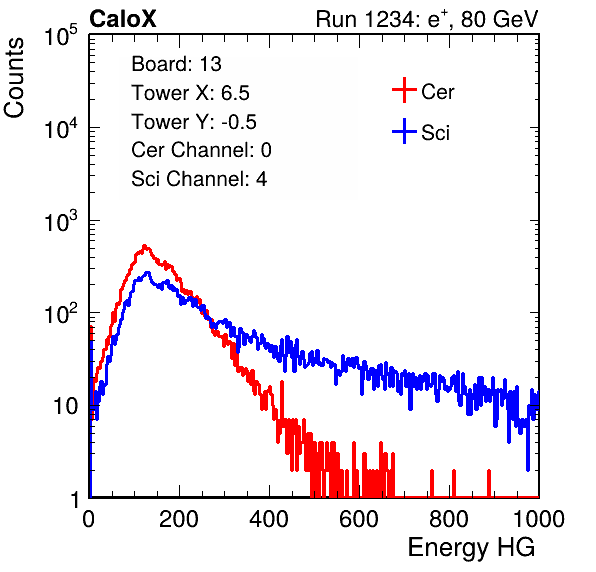 CaloX Run 1234: e⁺, 80 GeV
Counts
Board: 13
Tower X: 6.5
Tower Y: -0.5
Cer Channel: 0
Sci Channel: 4
Cer
Sci
10⁵
10⁴
10³
10²
10
1
0 200 400 600 800 1000
Energy HG